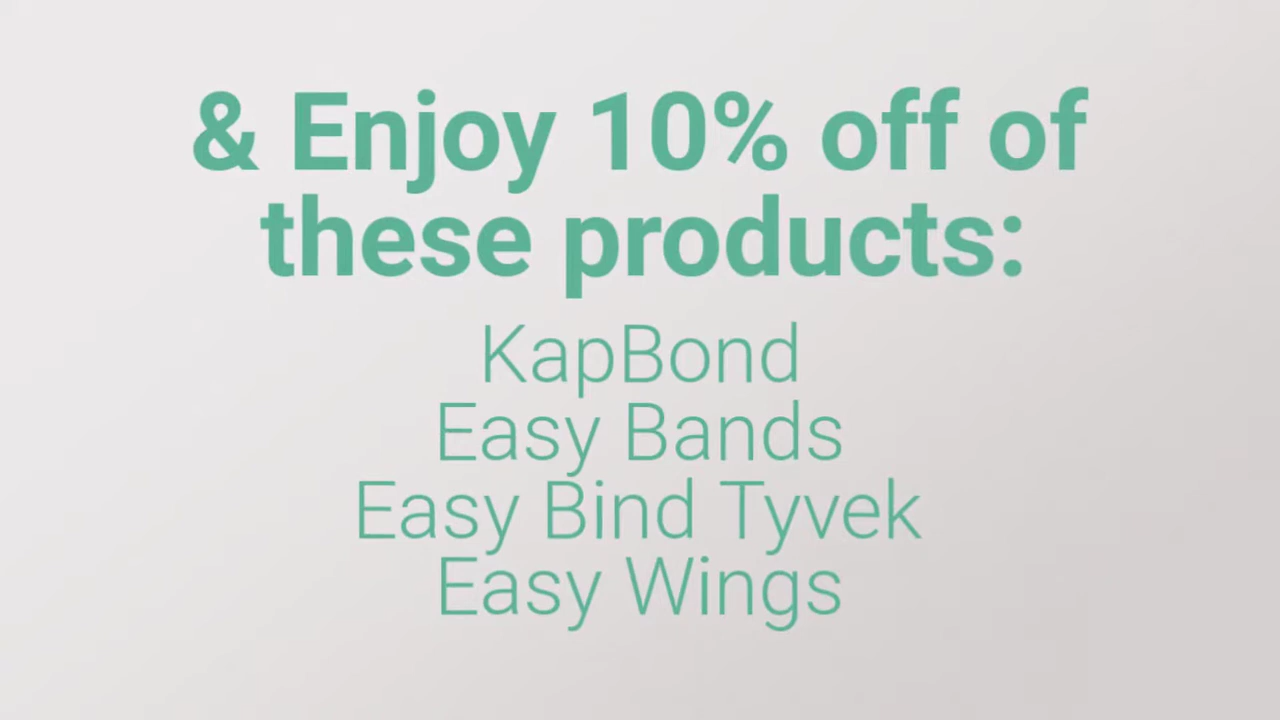 & Enjoy 10% off of
these products:
KapBond
Easy Bands
Easy Bind Tyvek
Easy Wings